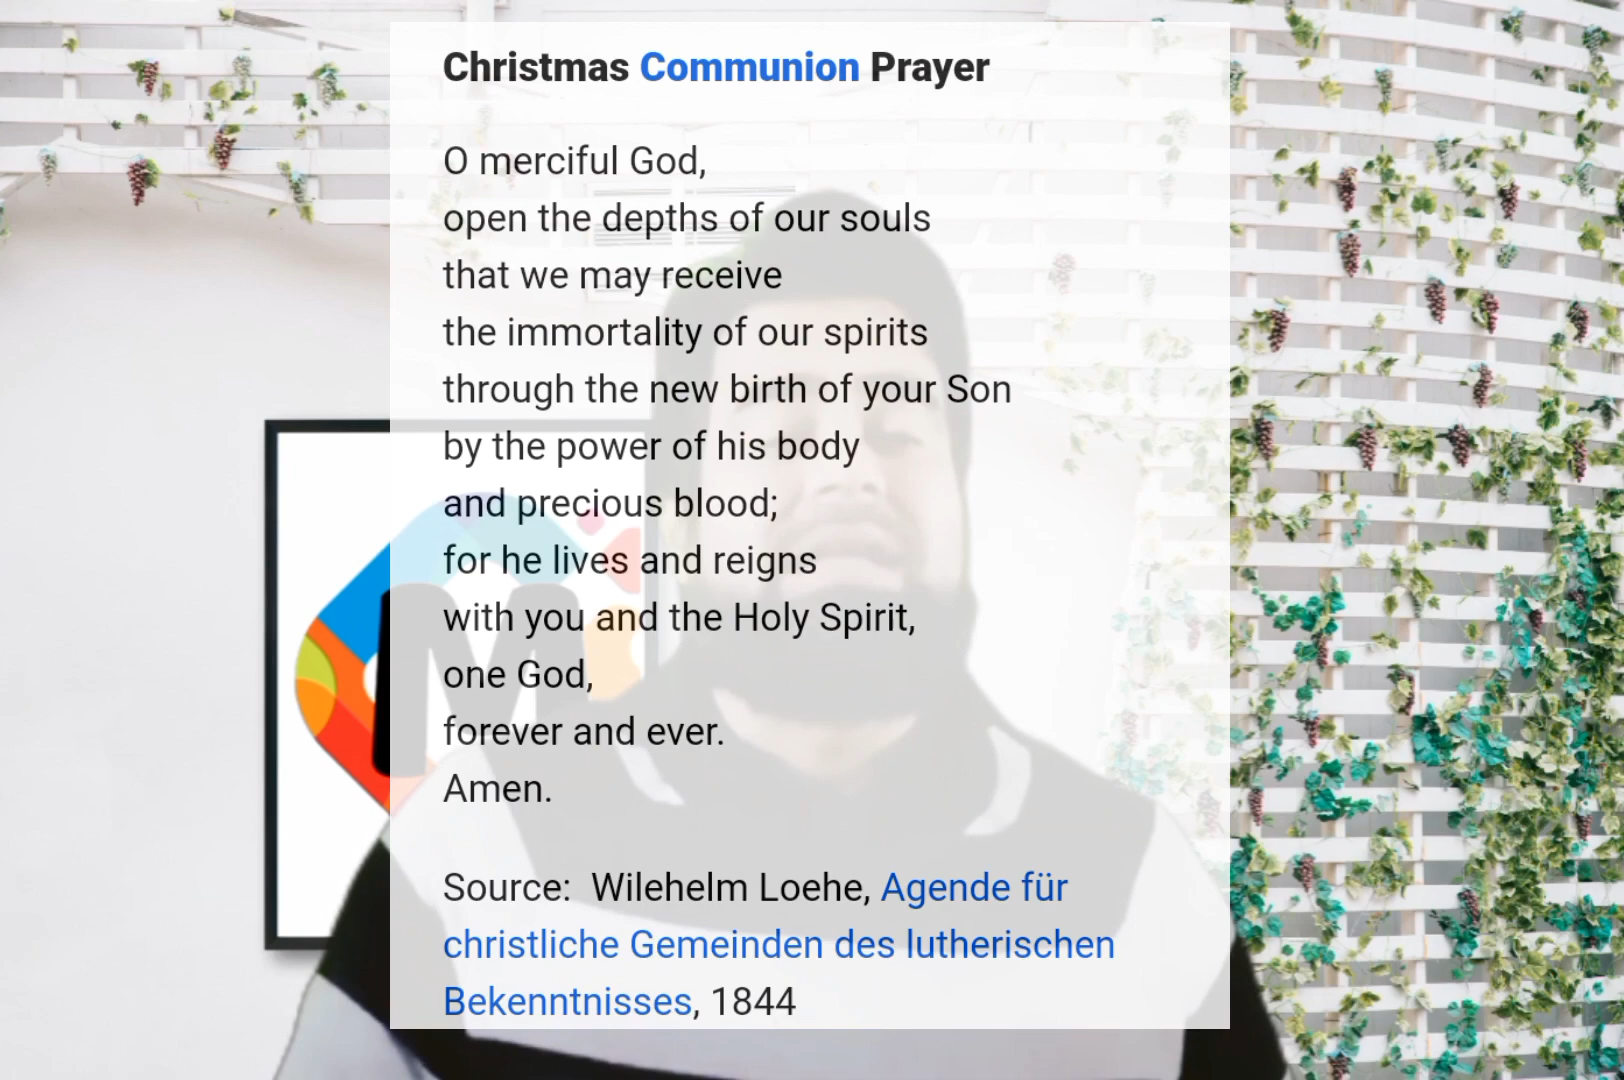 Christmas Communion Prayer
O merciful God,
open the depths of our souls
that we may receive
the immortality of our spirits
through the new birth of your Son
by the power of his body
and precious blood;
for he lives and reigns
with you and the Holy Spirit,
one God,
forever and ever.
Amen.
Source:  Wilehelm Loehe, Agende für
christliche Gemeinden des lutherischen
Bekenntnisses, 1844
M